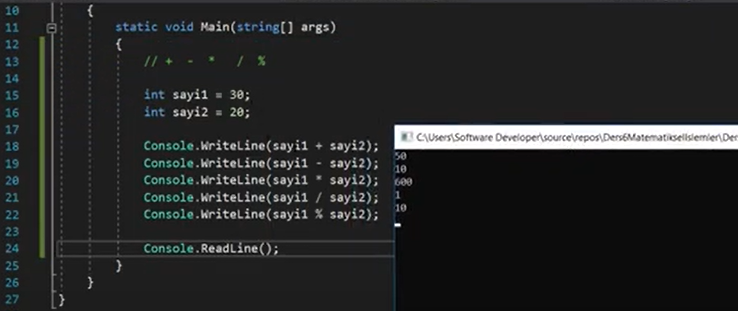 10 {
11 static void Main(string[] args)
12 {
13 // + - * / %
14
15 int sayi1 = 30;
16 int sayi2 = 20;
17
18 Console.WriteLine(sayi1 + sayi2);
19 Console.WriteLine(sayi1 - sayi2);
20 Console.WriteLine(sayi1 * sayi2);
21 Console.WriteLine(sayi1 / sayi2);
22 Console.WriteLine(sayi1 % sayi2);
23
24 Console.ReadLine();
25 }
26 }
27 }
C:\Users\Software Developer\source\repos\Ders6MatematikselIslemler\Der
50
10
600
1
10